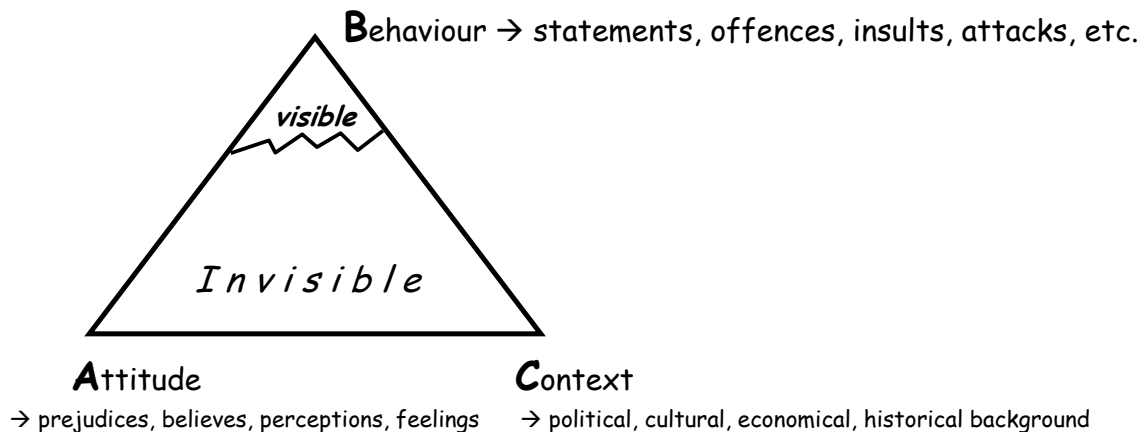 Behaviour → statements, offences, insults, attacks, etc.
visible
Invisible
Attitude
→ prejudices, believes, perceptions, feelings
Context
→ political, cultural, economical, historical background